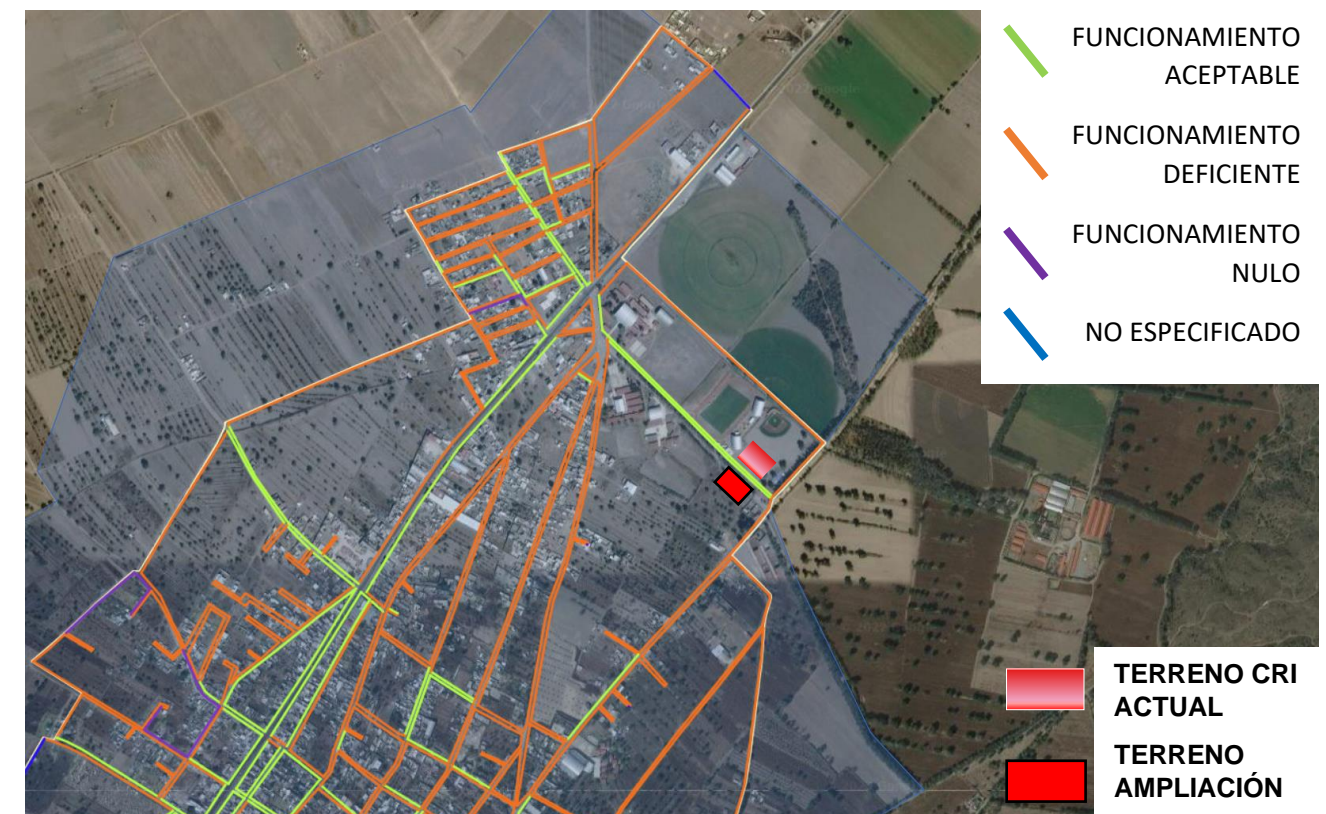 FUNCIONAMIENTO
ACEPTABLE
FUNCIONAMIENTO
DEFICIENTE
FUNCIONAMIENTO
NULO
NO ESPECIFICADO
TERRENO CRI
ACTUAL
TERRENO
AMPLIACIÓN